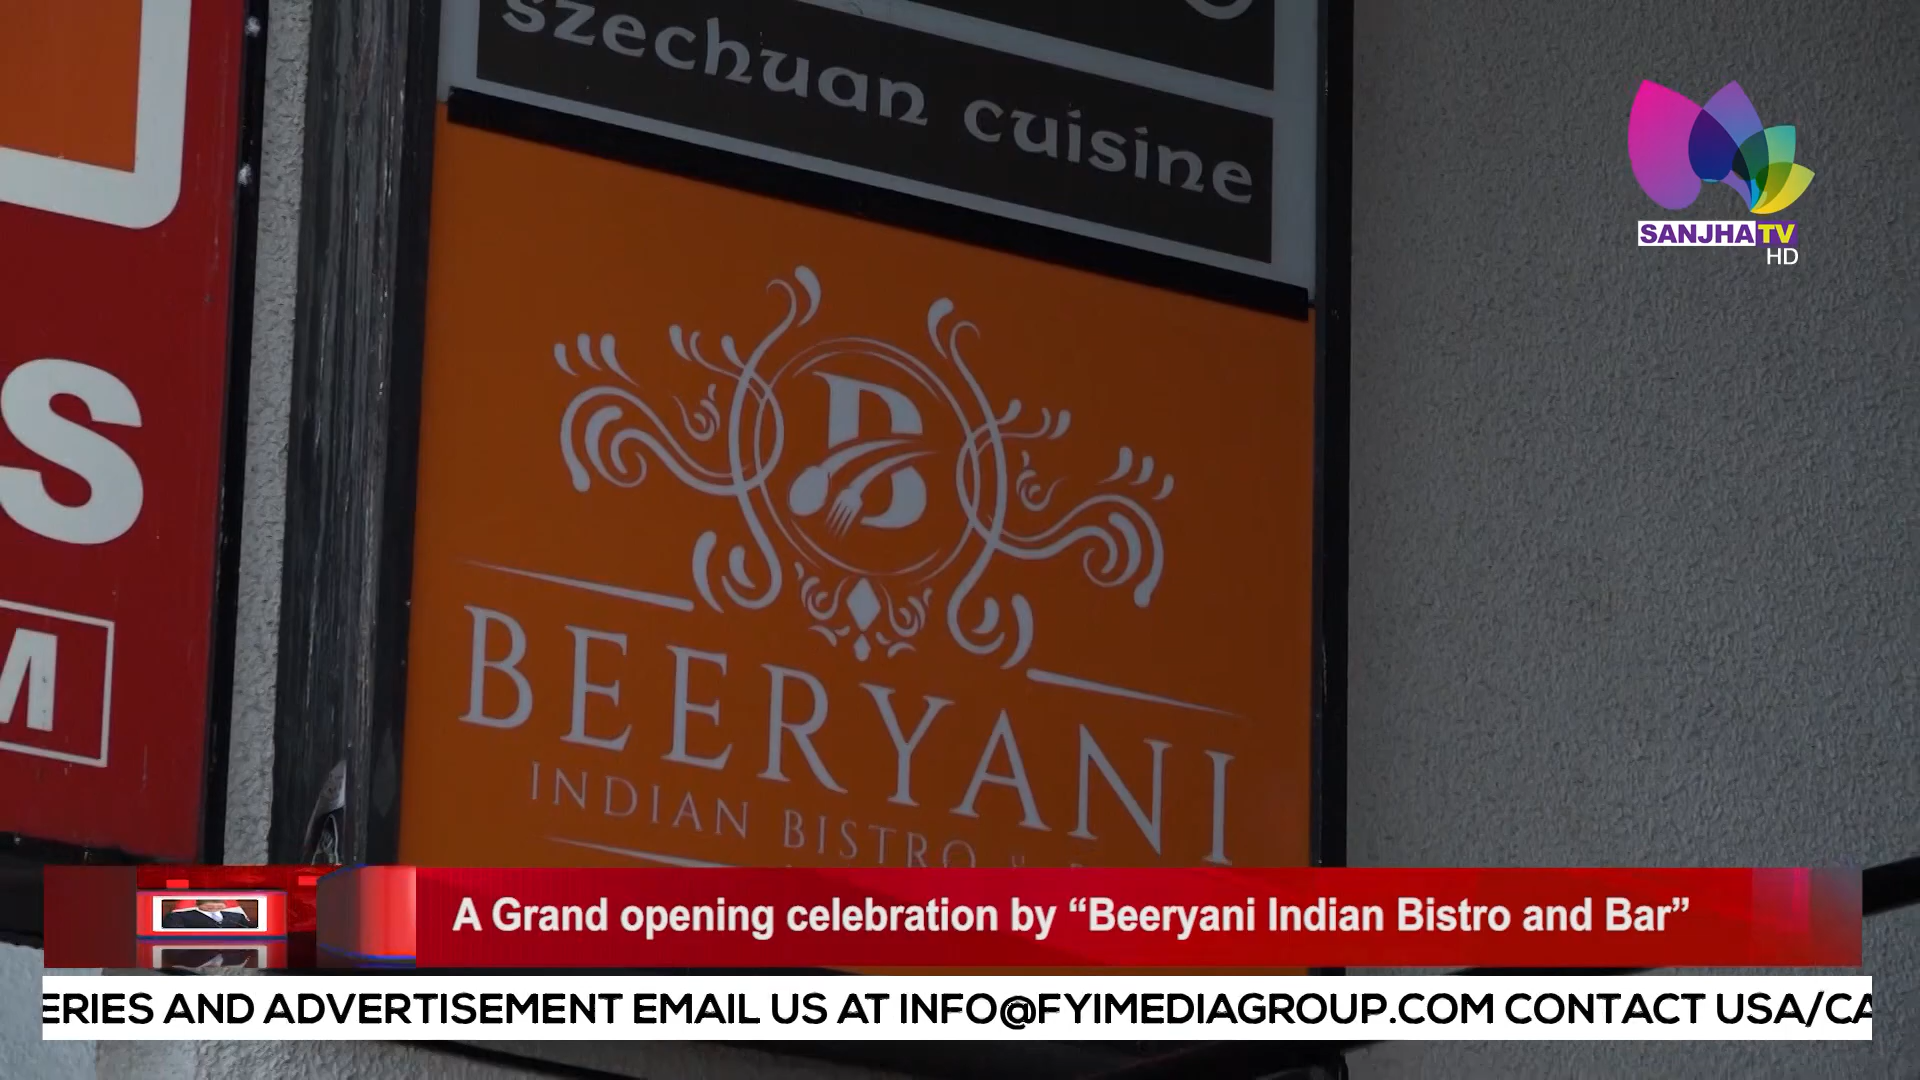 szechuan cuisine
SANJHA TV
HD
S
M
B
BEERYANI
INDIAN BISTRO
A Grand opening celebration by “Beeryani Indian Bistro and Bar”
ERIES AND ADVERTISEMENT EMAIL US AT INFO@FYIMEDIAGROUP.COM CONTACT USA/CA